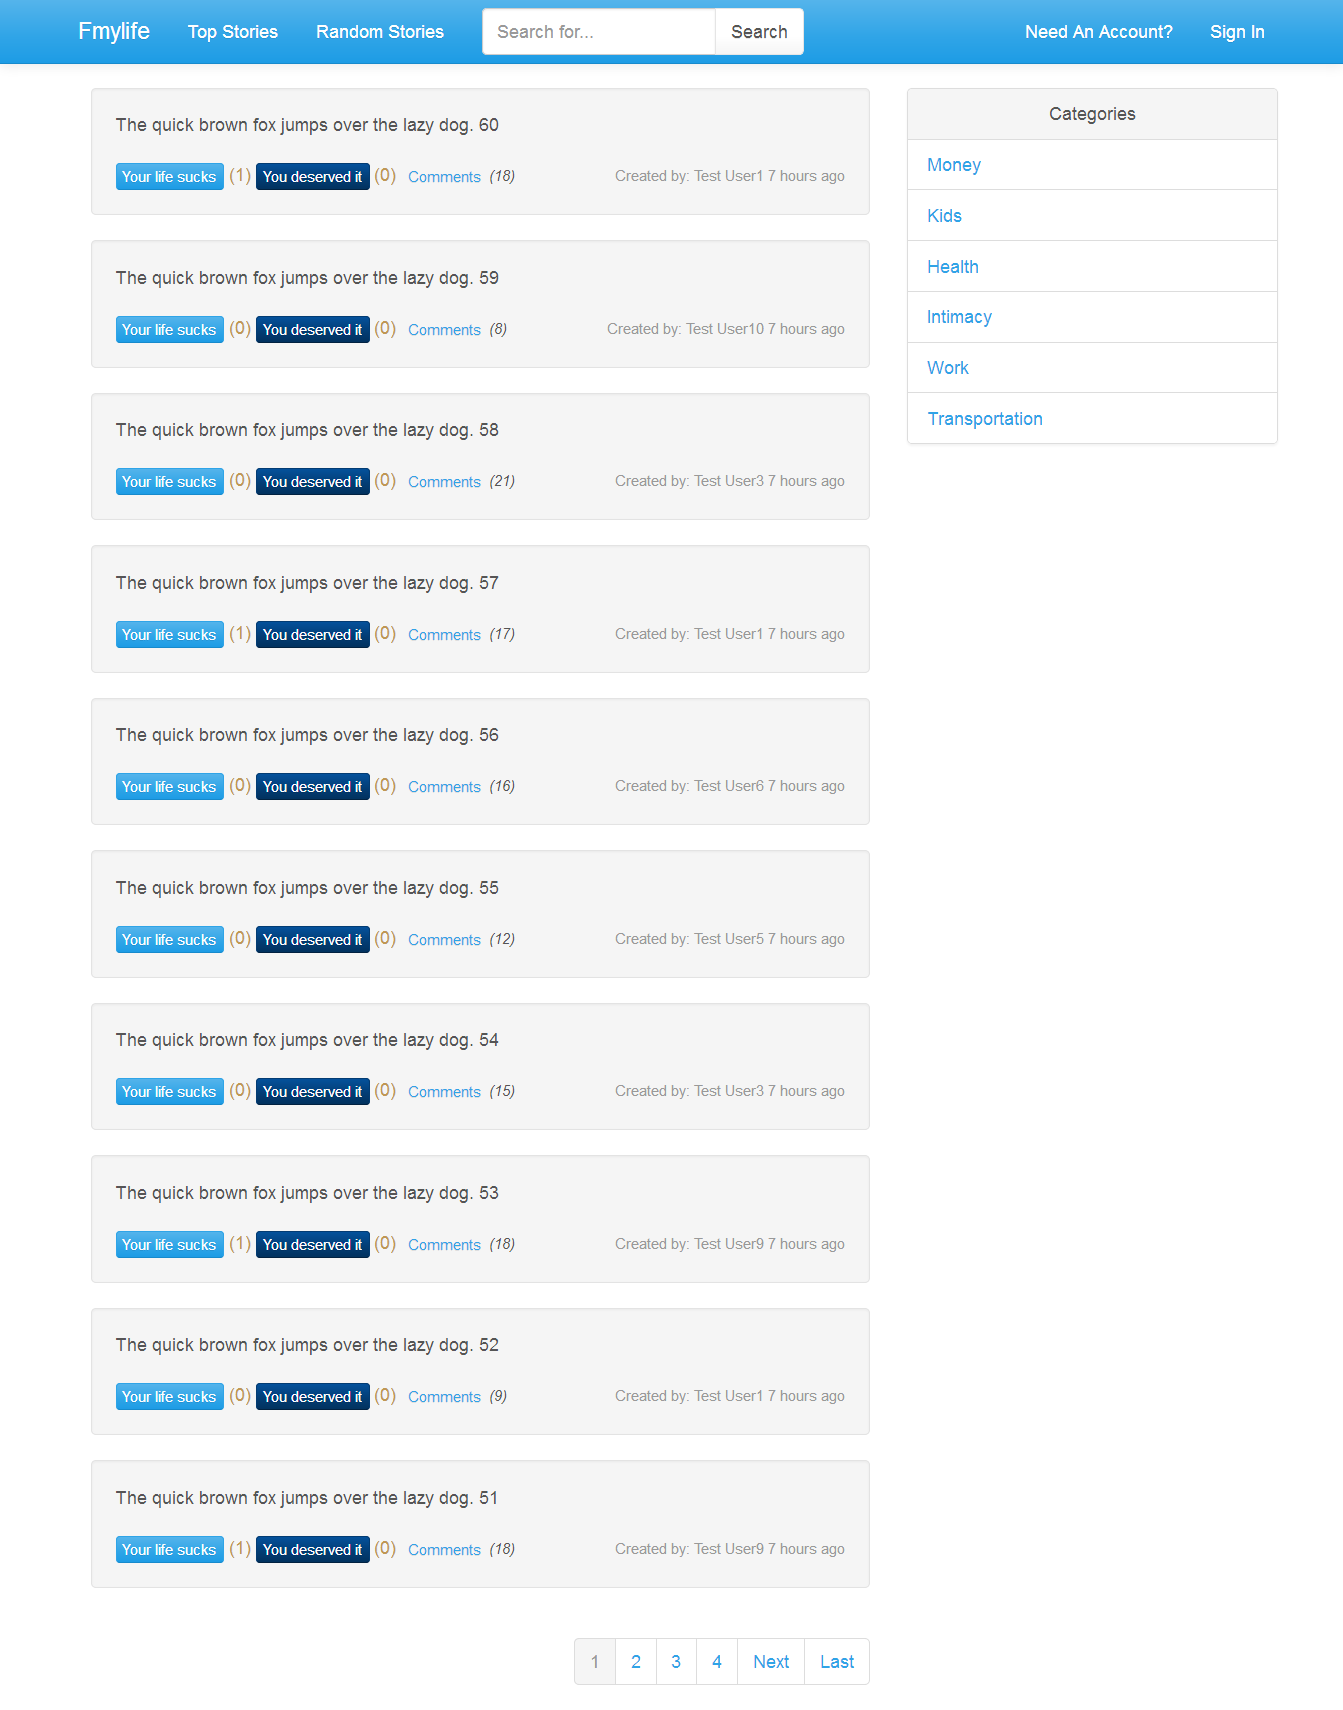 Fmylife Top Stories Random Stories Search for... Search Need An Account? Sign In
The quick brown fox jumps over the lazy dog. 60
Your life sucks (1) You deserved it (0) Comments (18) Created by: Test User1 7 hours ago
The quick brown fox jumps over the lazy dog. 59
Your life sucks (0) You deserved it (0) Comments (8) Created by: Test User10 7 hours ago
The quick brown fox jumps over the lazy dog. 58
Your life sucks (0) You deserved it (0) Comments (21) Created by: Test User3 7 hours ago
The quick brown fox jumps over the lazy dog. 57
Your life sucks (1) You deserved it (0) Comments (17) Created by: Test User1 7 hours ago
The quick brown fox jumps over the lazy dog. 56
Your life sucks (0) You deserved it (0) Comments (16) Created by: Test User6 7 hours ago
The quick brown fox jumps over the lazy dog. 55
Your life sucks (0) You deserved it (0) Comments (12) Created by: Test User5 7 hours ago
The quick brown fox jumps over the lazy dog. 54
Your life sucks (0) You deserved it (0) Comments (15) Created by: Test User3 7 hours ago
The quick brown fox jumps over the lazy dog. 53
Your life sucks (1) You deserved it (0) Comments (18) Created by: Test User9 7 hours ago
The quick brown fox jumps over the lazy dog. 52
Your life sucks (0) You deserved it (0) Comments (9) Created by: Test User1 7 hours ago
The quick brown fox jumps over the lazy dog. 51
Your life sucks (1) You deserved it (0) Comments (18) Created by: Test User9 7 hours ago
1 2 3 4 Next Last
Categories
Money
Kids
Health
Intimacy
Work
Transportation